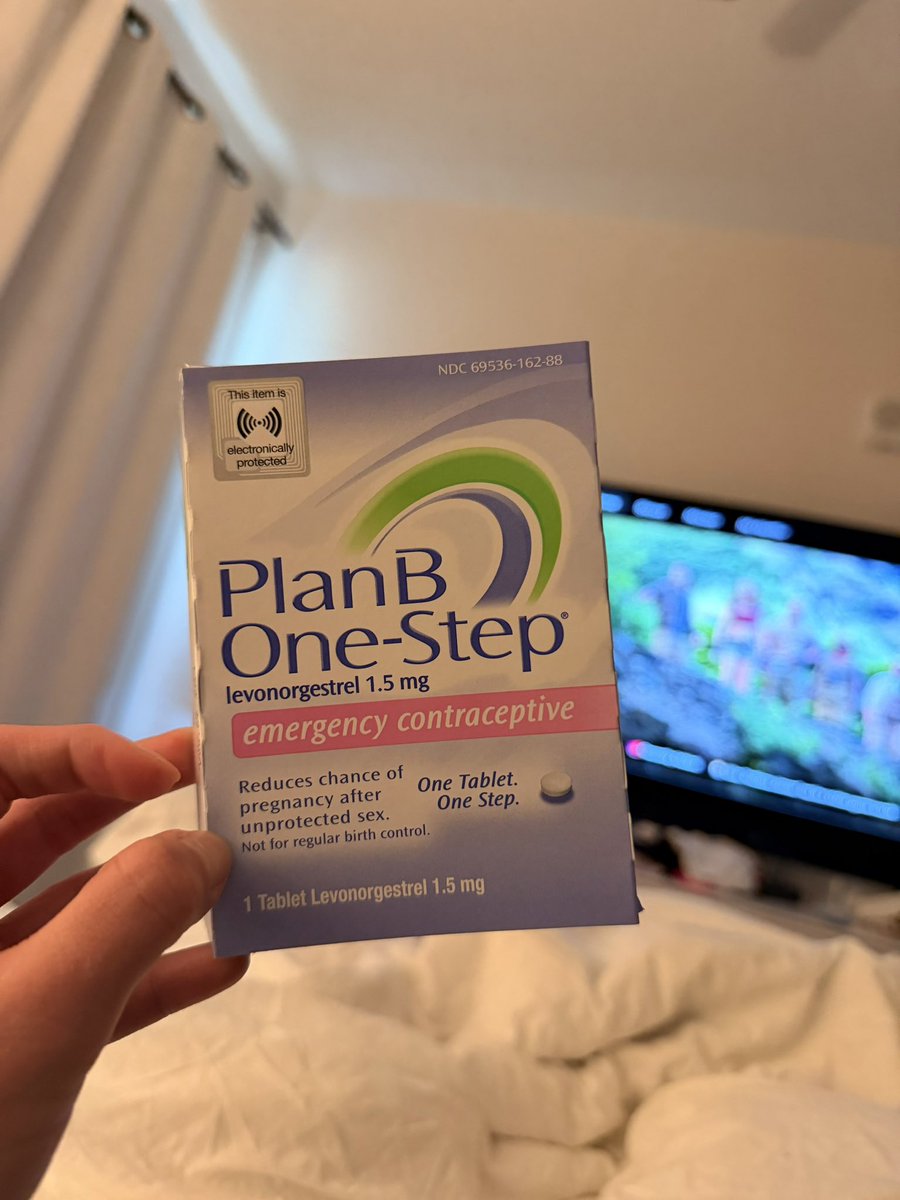 NDC 69536-162-88
This item is
electronically
protected
Plan B
One-Step®
levonorgestrel 1.5 mg
emergency contraceptive
Reduces chance of
pregnancy after
unprotected sex.
Not for regular birth control.
One Tablet.
One Step.
1 Tablet Levonorgestrel 1.5 mg